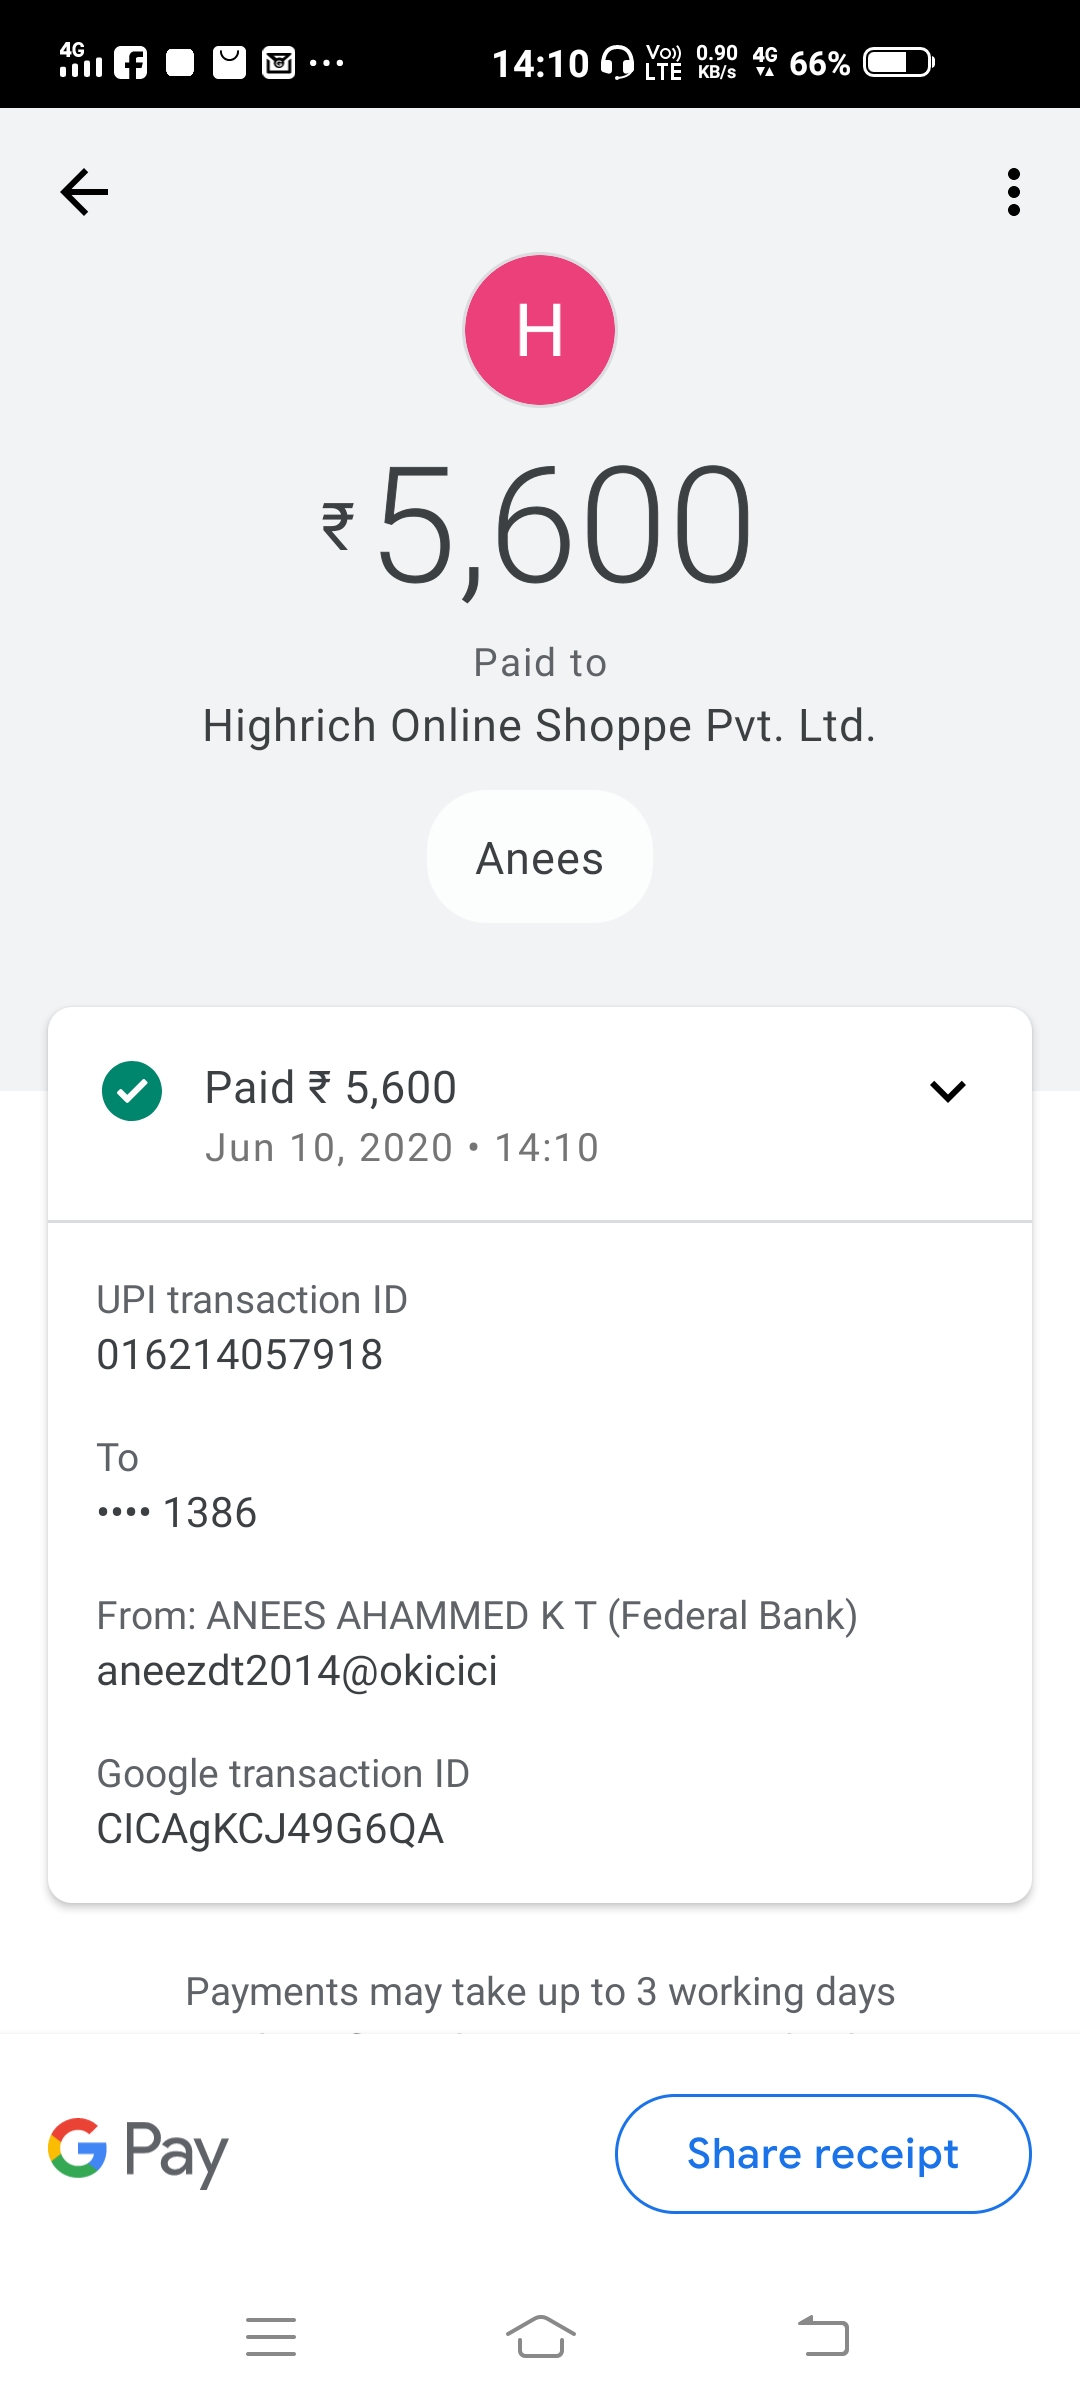 4G 14:10 Vo)) LTE 0.90 KB/s 4G 66%
H
₹5,600
Paid to
Highrich Online Shoppe Pvt. Ltd.
Anees
Paid ₹ 5,600
Jun 10, 2020 • 14:10
UPI transaction ID
016214057918
To
•••• 1386
From: ANEES AHAMMED K T (Federal Bank)
aneezdt2014@okicici
Google transaction ID
CICAgKCJ49G6QA
Payments may take up to 3 working days
G Pay
Share receipt